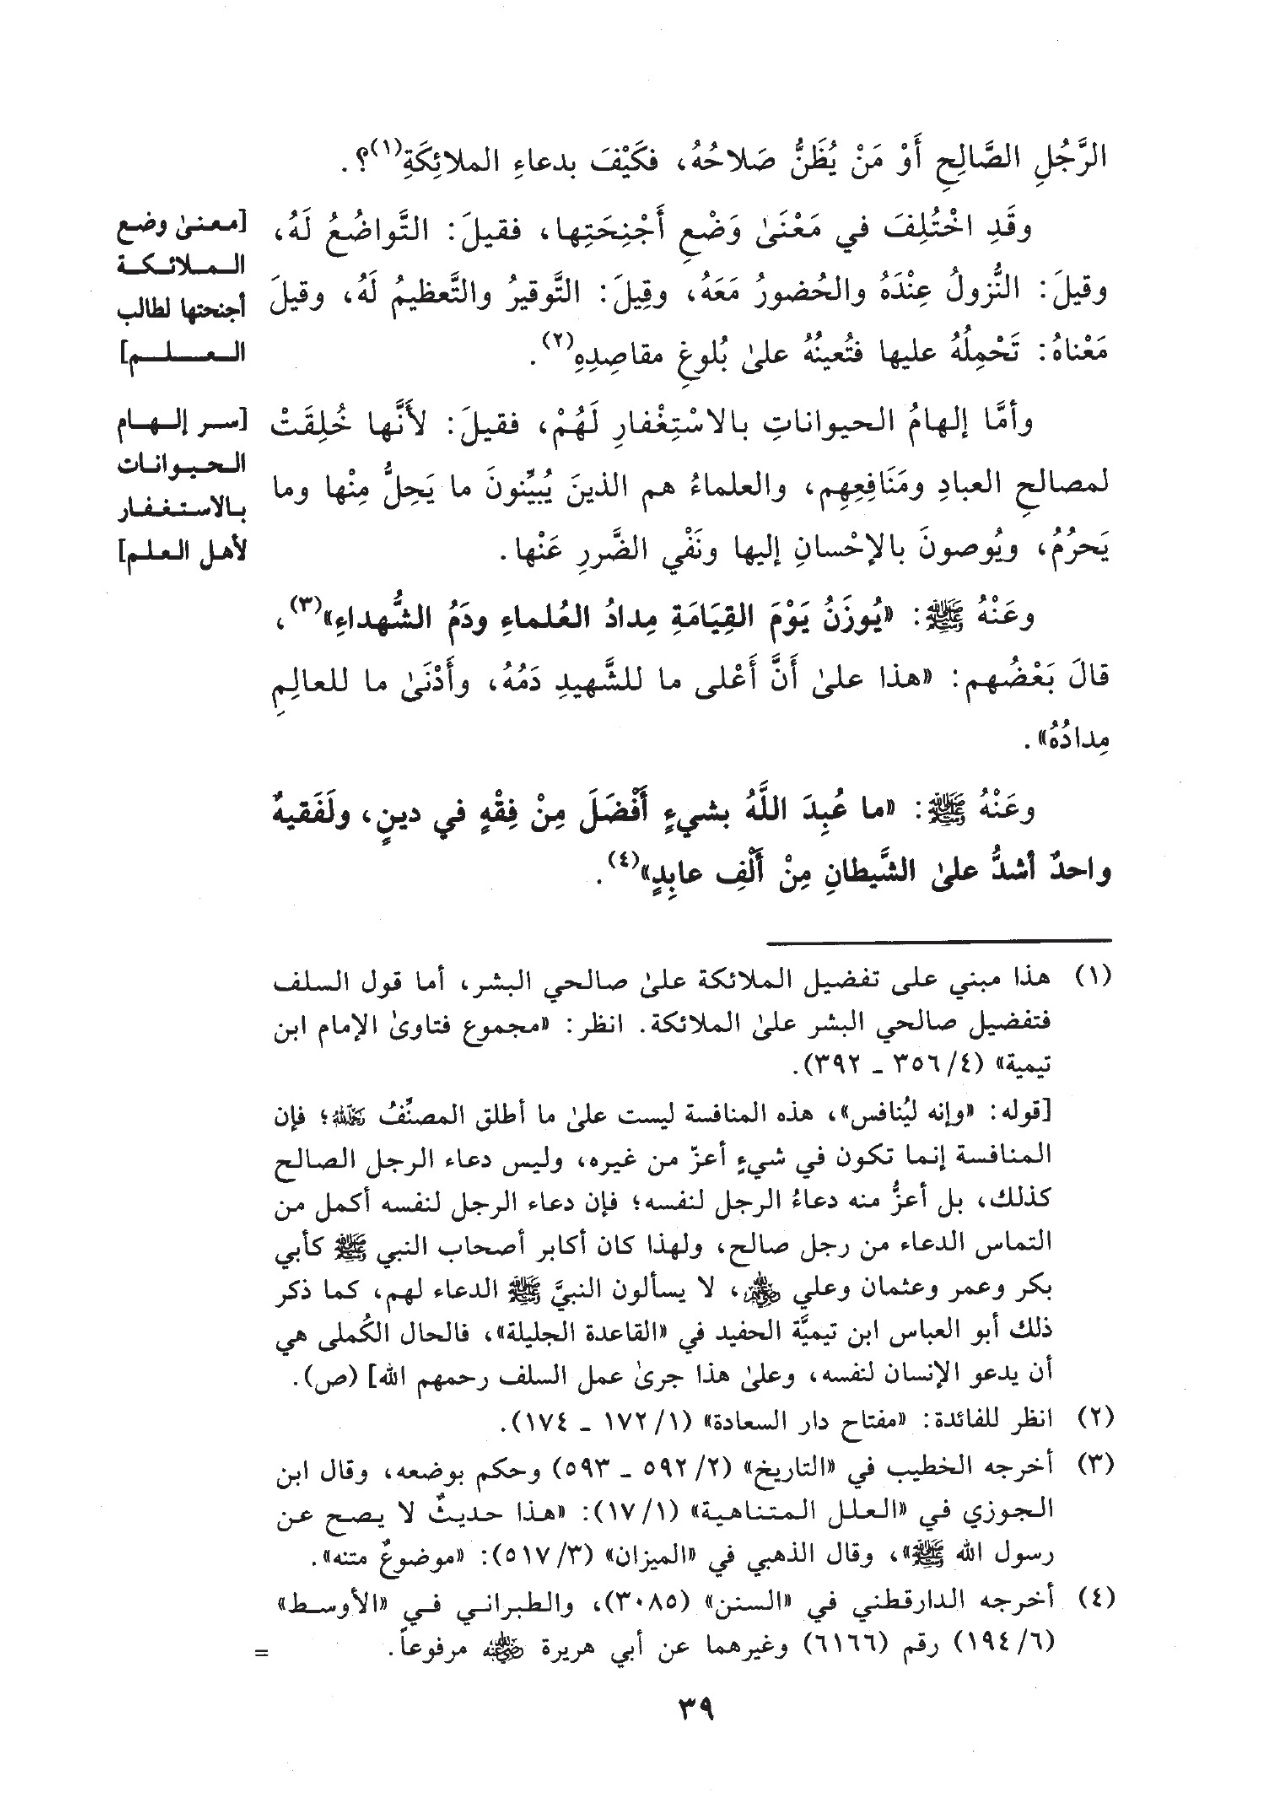 الرَّجُلِ الصَّالِحِ أَوْ مَنْ يُظَنُّ صَلاحُهُ، فكَيْفَ بدعاءِ الملائِكَةِ(١)؟.
وقَدِ اخْتُلِفَ في مَعْنَىٰ وَضْعِ أَجْنِحَتِها، فقيلَ: التَّواضُعُ لَهُ،
وقيلَ: النُّزولُ عِنْدَهُ والحُضورُ مَعَهُ، وقِيلَ: التَّوقيرُ والتَّعظيمُ لَهُ، وقيلَ
مَعْناهُ: تَحْمِلُهُ عليها فتُعينُهُ علىٰ بُلوغِ مقاصِدِهِ(٢).
[معنىٰ وضع
الملائكة
أجنحتها لطالب
العلم]
وأمَّا إلهامُ الحيواناتِ بالاسْتِغْفارِ لَهُمْ، فقيلَ: لأَنَّها خُلِقَتْ
لمصالحِ العبادِ ومَنَافِعِهِم، والعلماءُ هم الذينَ يُبيِّنونَ ما يَحِلُّ مِنْها وما
يَحرُمُ، ويُوصونَ بالإحْسانِ إليها ونَفْي الضَّررِ عَنْها.
[سر إلهام
الحيوانات
بالاستغفار
لأهل العلم]
وعَنْهُ ﷺ: «يُوزَنُ يَوْمَ القِيَامَةِ مِدادُ العُلماءِ ودَمُ الشُّهداءِ»(٣)،
قالَ بَعْضُهم: «هذا علىٰ أَنَّ أَعْلى ما للشَّهيدِ دَمُهُ، وأَدْنَىٰ ما للعالِمِ
مِدادُهُ».
وعَنْهُ ﷺ: «ما عُبِدَ اللَّهُ بشيءٍ أَفْضَلَ مِنْ فِقْهٍ في دينٍ، ولَفَقيهٌ
واحدٌ أشدُّ علىٰ الشَّيطانِ مِنْ أَلْفِ عابِدٍ»(٤).
(١) هذا مبني على تفضيل الملائكة علىٰ صالحي البشر، أما قول السلف
فتفضيل صالحي البشر علىٰ الملائكة. انظر: «مجموع فتاوىٰ الإمام ابن
تيمية» (٤/ ٣٥٦ ـ ٣٩٢).
[قوله: «وإنه ليُنافس»، هذه المنافسة ليست علىٰ ما أطلق المصنِّفُ رحمه الله؛ فإن
المنافسة إنما تكون في شيءٍ أعزّ من غيره، وليس دعاء الرجل الصالح
كذلك، بل أعزُّ منه دعاءُ الرجل لنفسه؛ فإن دعاء الرجل لنفسه أكمل من
التماس الدعاء من رجل صالح، ولهذا كان أكابر أصحاب النبي ﷺ كأبي
بكر وعمر وعثمان وعلي رضي الله عنهم، لا يسألون النبيَّ ﷺ الدعاء لهم، كما ذكر
ذلك أبو العباس ابن تيميَّة الحفيد في «القاعدة الجليلة»، فالحال الكُملى هي
أن يدعو الإنسان لنفسه، وعلىٰ هذا جرىٰ عمل السلف رحمهم الله] (ص).
(٢) انظر للفائدة: «مفتاح دار السعادة» (١/ ١٧٢ ـ ١٧٤).
(٣) أخرجه الخطيب في «التاريخ» (٢/ ٥٩٢ ـ ٥٩٣) وحكم بوضعه، وقال ابن
الجوزي في «العلل المتناهية» (١/ ١٧): «هذا حديثٌ لا يصح عن
رسول الله ﷺ»، وقال الذهبي في «الميزان» (٣/ ٥١٧): «موضوعٌ متنه».
(٤) أخرجه الدارقطني في «السنن» (٣٠٨٥)، والطبراني في «الأوسط»
(٦/ ١٩٤) رقم (٦١٦٦) وغيرهما عن أبي هريرة رضي الله عنه مرفوعاً. =
٣٩